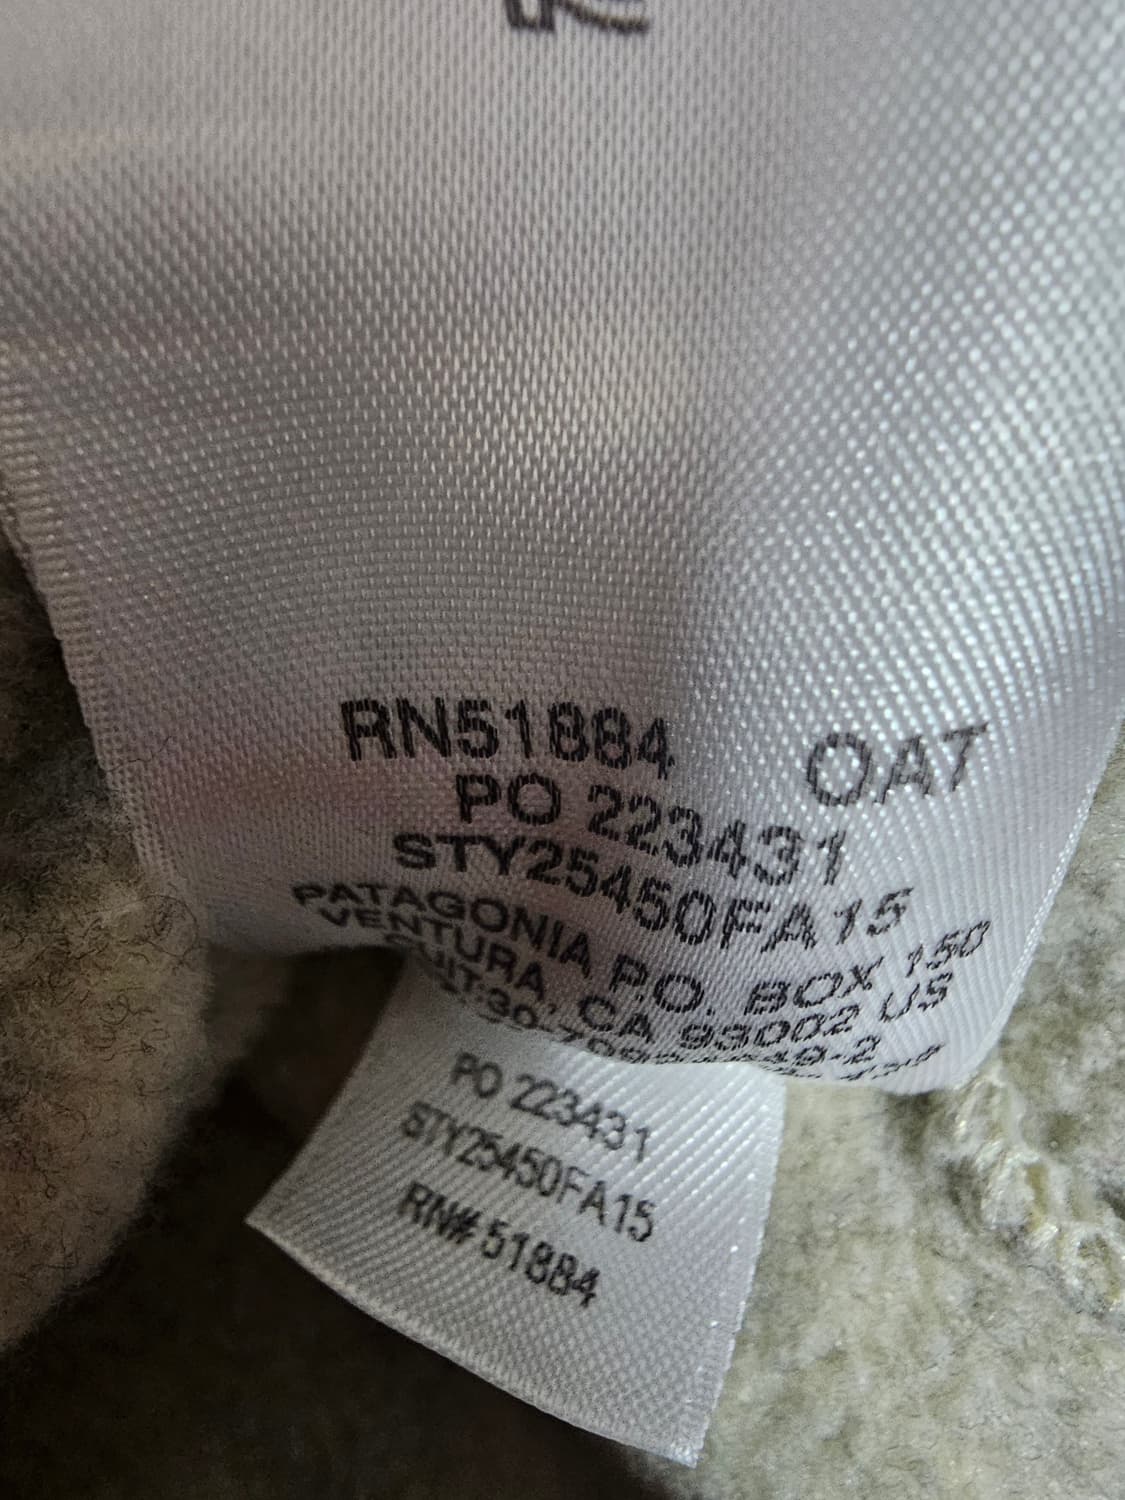 RN51884
OAT
PO 223431
STY25450FA15
PATAGONIA P.O. BOX 150
VENTURA, CA 93002 US
PO 223431
STY25450FA15
RN# 51884